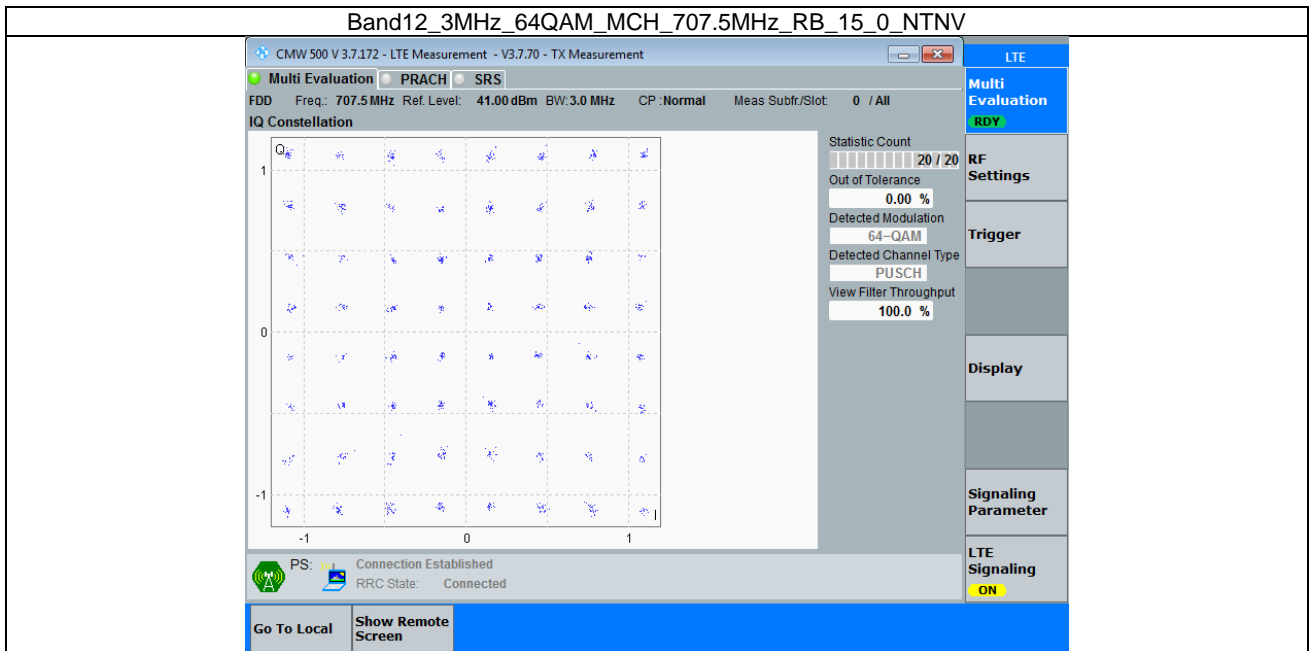 Band12_3MHz_64QAM_MCH_707.5MHz_RB_15_0_NTNV
CMW 500 V 3.7.172 - LTE Measurement - V3.7.70 - TX Measurement
LTE
Multi Evaluation PRACH SRS
Multi
Evaluation
RDY
FDD Freq.: 707.5 MHz Ref. Level: 41.00 dBm BW: 3.0 MHz CP : Normal Meas Subfr./Slot: 0 / All
IQ Constellation
Q
1
0
-1
I
-1 0 1
Statistic Count
20 / 20
Out of Tolerance
0.00 %
Detected Modulation
64-QAM
Detected Channel Type
PUSCH
View Filter Throughput
100.0 %
RF
Settings
Trigger
Display
Signaling
Parameter
LTE
Signaling
ON
PS: Connection Established
RRC State: Connected
Go To Local
Show Remote
Screen